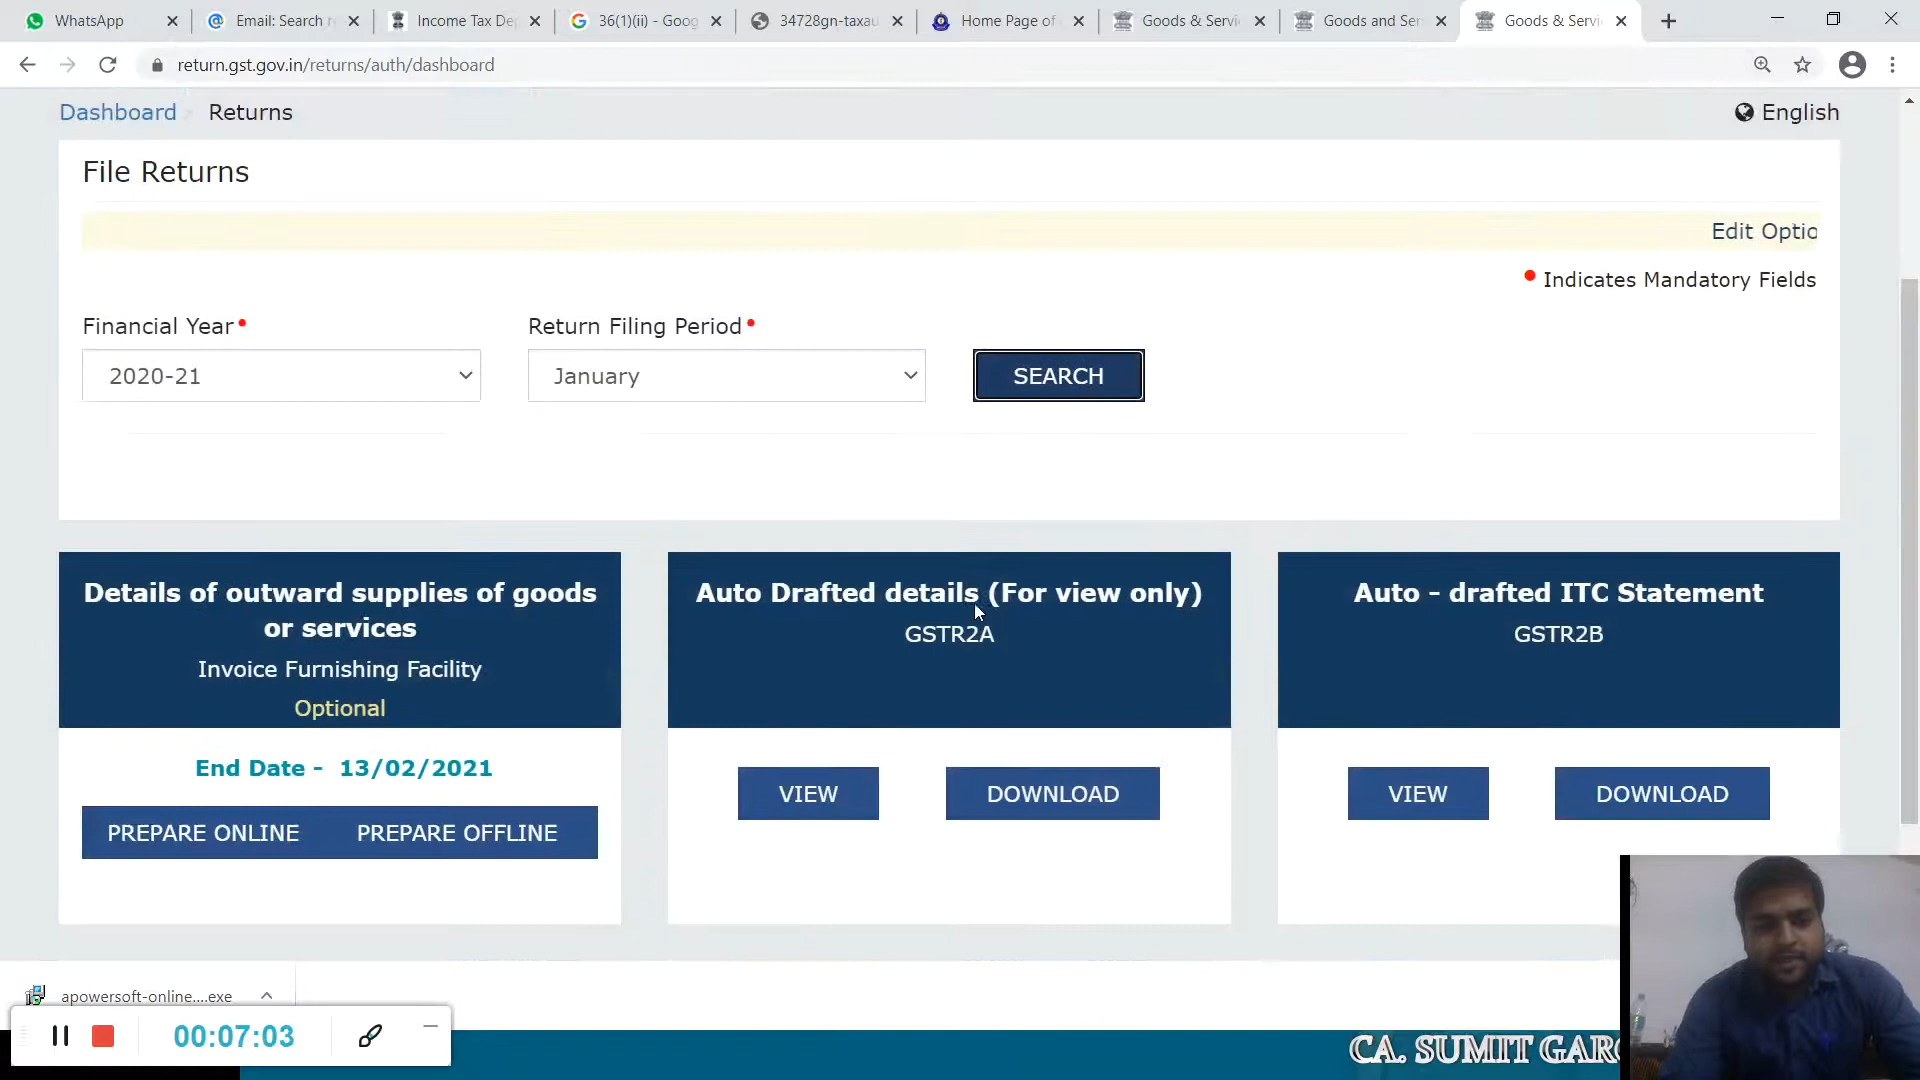 WhatsApp
Email: Search r
Income Tax De
36(1)(ii) - Goog
34728gn-taxau
Home Page of
Goods & Servi
Goods and Ser
Goods & Servi
return.gst.gov.in/returns/auth/dashboard
Dashboard Returns
English
File Returns
Edit Optio
• Indicates Mandatory Fields
Financial Year•
Return Filing Period•
2020-21
January
SEARCH
Details of outward supplies of goods
or services
Invoice Furnishing Facility
Optional
End Date - 13/02/2021
PREPARE ONLINE
PREPARE OFFLINE
Auto Drafted details (For view only)
GSTR2A
VIEW
DOWNLOAD
Auto - drafted ITC Statement
GSTR2B
VIEW
DOWNLOAD
apowersoft-online....exe
00:07:03
CA. SUMIT GAR